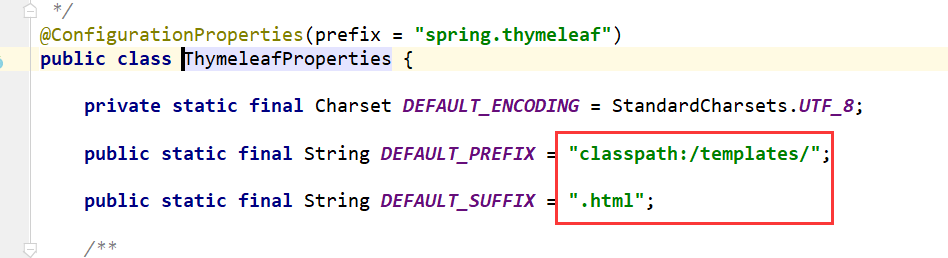 */
@ConfigurationProperties(prefix = "spring.thymeleaf")
public class ThymeleafProperties {
private static final Charset DEFAULT_ENCODING = StandardCharsets.UTF_8;
public static final String DEFAULT_PREFIX = "classpath:/templates/";
public static final String DEFAULT_SUFFIX = ".html";
/**